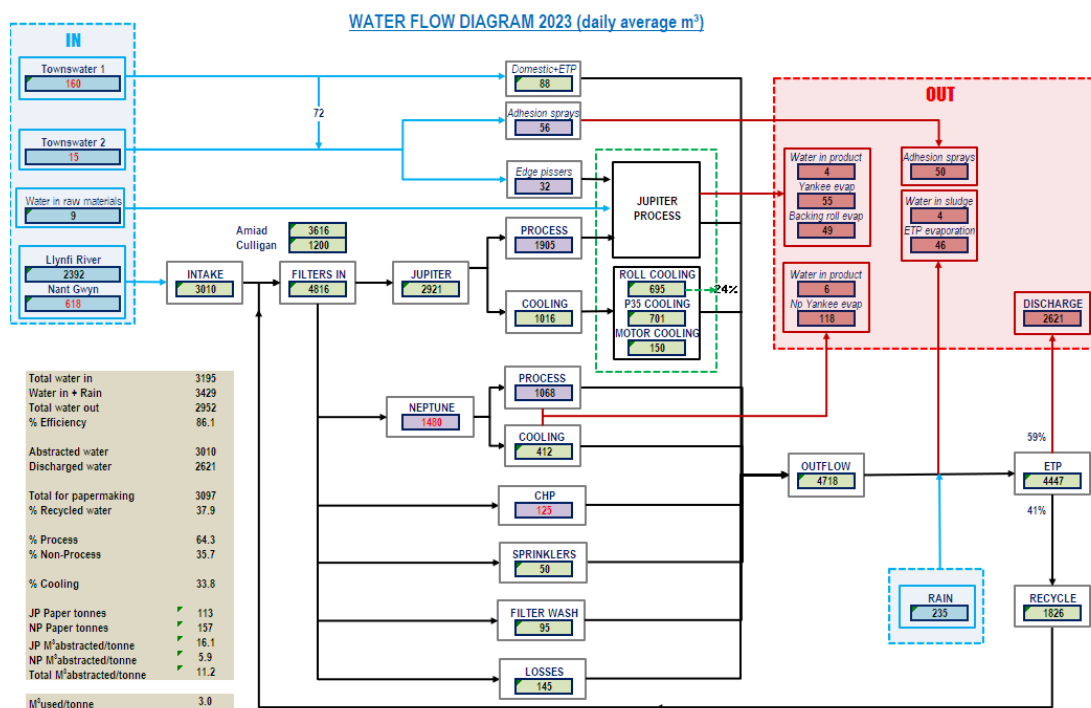 WATER FLOW DIAGRAM 2023 (daily average m³)
IN
Townswater 1
160
72
Townswater 2
15
Water in raw materials
9
Llynfi River
2392
Nant Gwyn
618
Domestic+ETP
88
Adhesion sprays
56
Edge pissers
32
JUPITER
PROCESS
Amiad 3616
Culligan 1200
INTAKE
3010
FILTERS IN
4816
JUPITER
2921
PROCESS
1905
COOLING
1016
ROLL COOLING
695
24%
P35 COOLING
701
MOTOR COOLING
150
OUT
Water in product
4
Yankee evap
55
Backing roll evap
49
Adhesion sprays
50
Water in sludge
4
ETP evaporation
46
Water in product
6
Np Yankee evap
118
DISCHARGE
2621
NEPTUNE
1480
PROCESS
1068
COOLING
412
CHP
125
SPRINKLERS
50
FILTER WASH
95
LOSSES
145
OUTFLOW
4718
59%
ETP
4447
41%
RAIN
235
RECYCLE
1826
Total water in 3195
Water in + Rain 3429
Total water out 2952
% Efficiency 86.1
Abstracted water 3010
Discharged water 2621
Total for papermaking 3097
% Recycled water 37.9
% Process 64.3
% Non-Process 35.7
% Cooling 33.8
JP Paper tonnes 113
NP Paper tonnes 157
JP M³abstracted/tonne 16.1
NP M³abstracted/tonne 5.9
Total M³abstracted/tonne 11.2
M³used/tonne 3.0